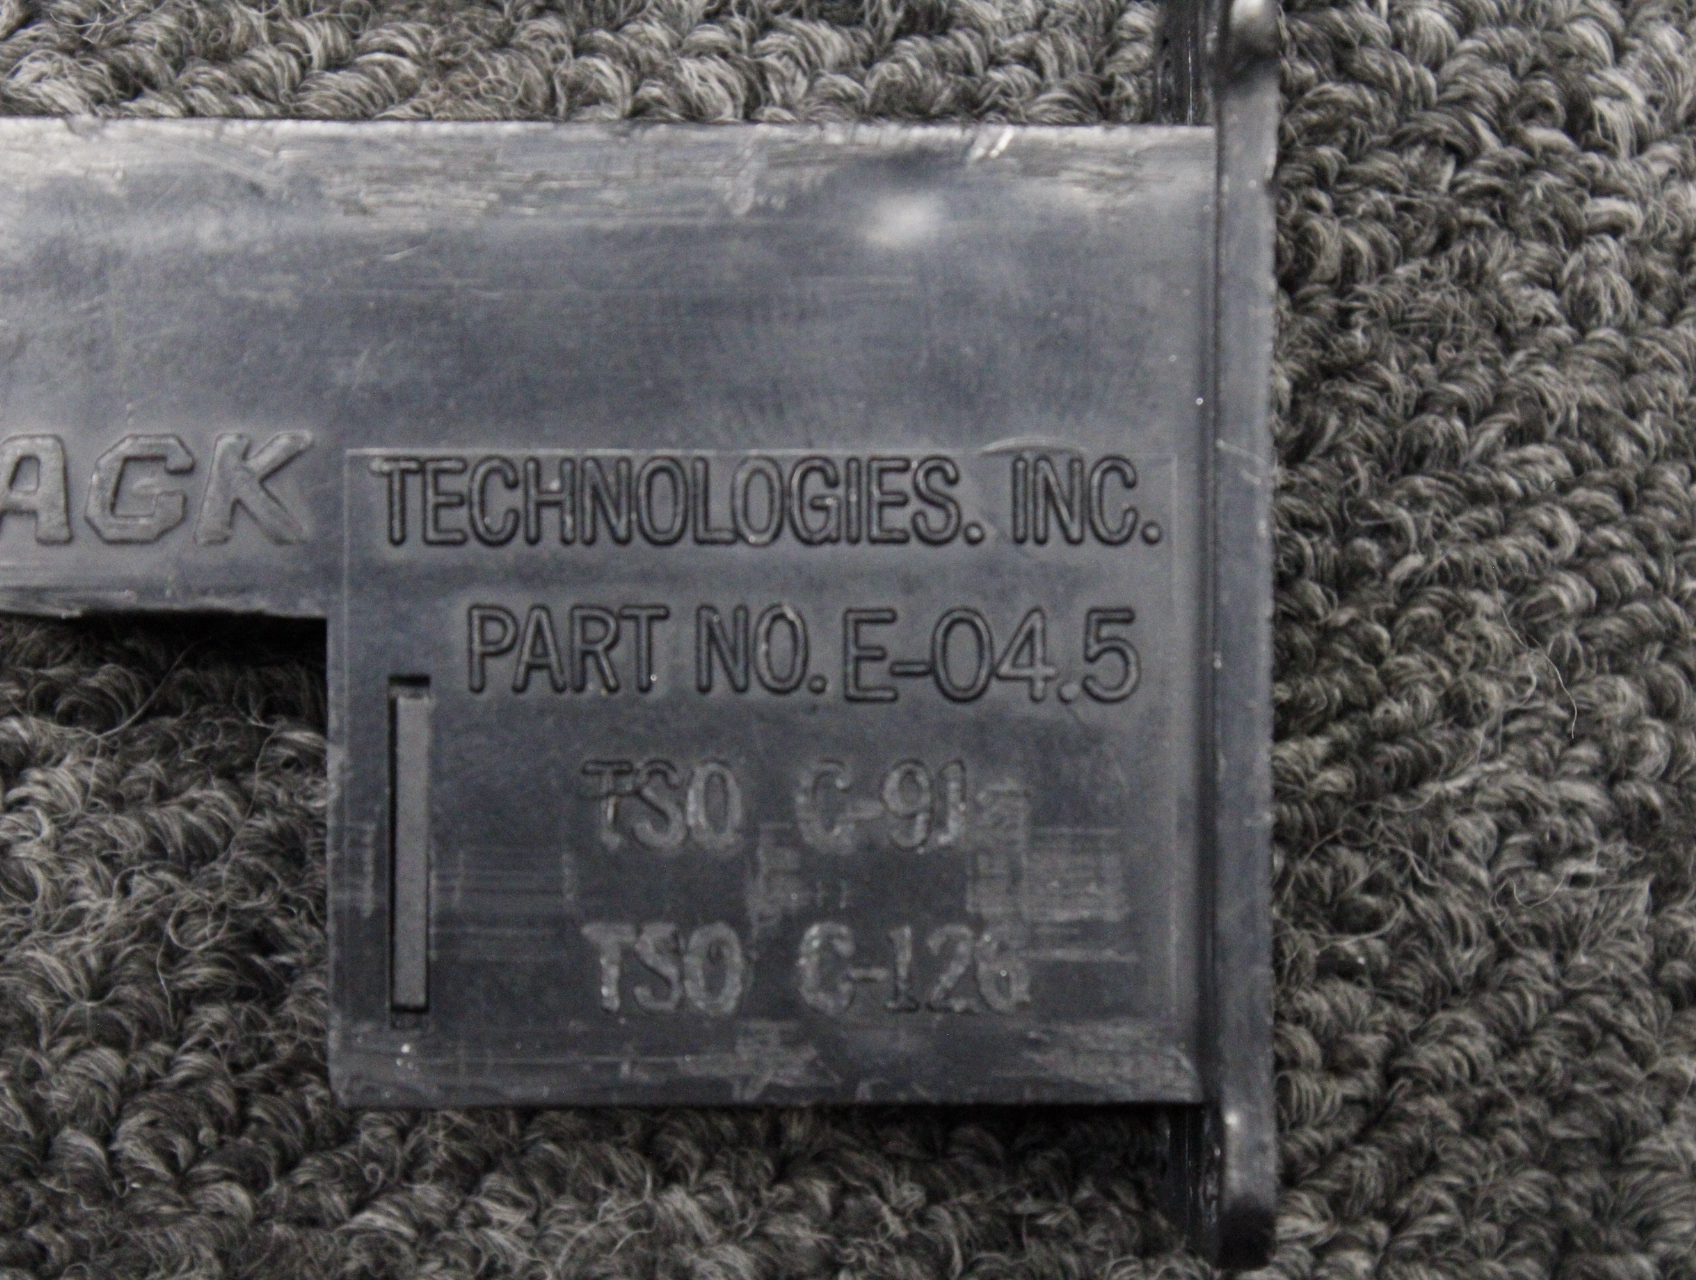 ACK TECHNOLOGIES. INC.
PART NO. E-04.5
TSO C-91a
TSO C-126